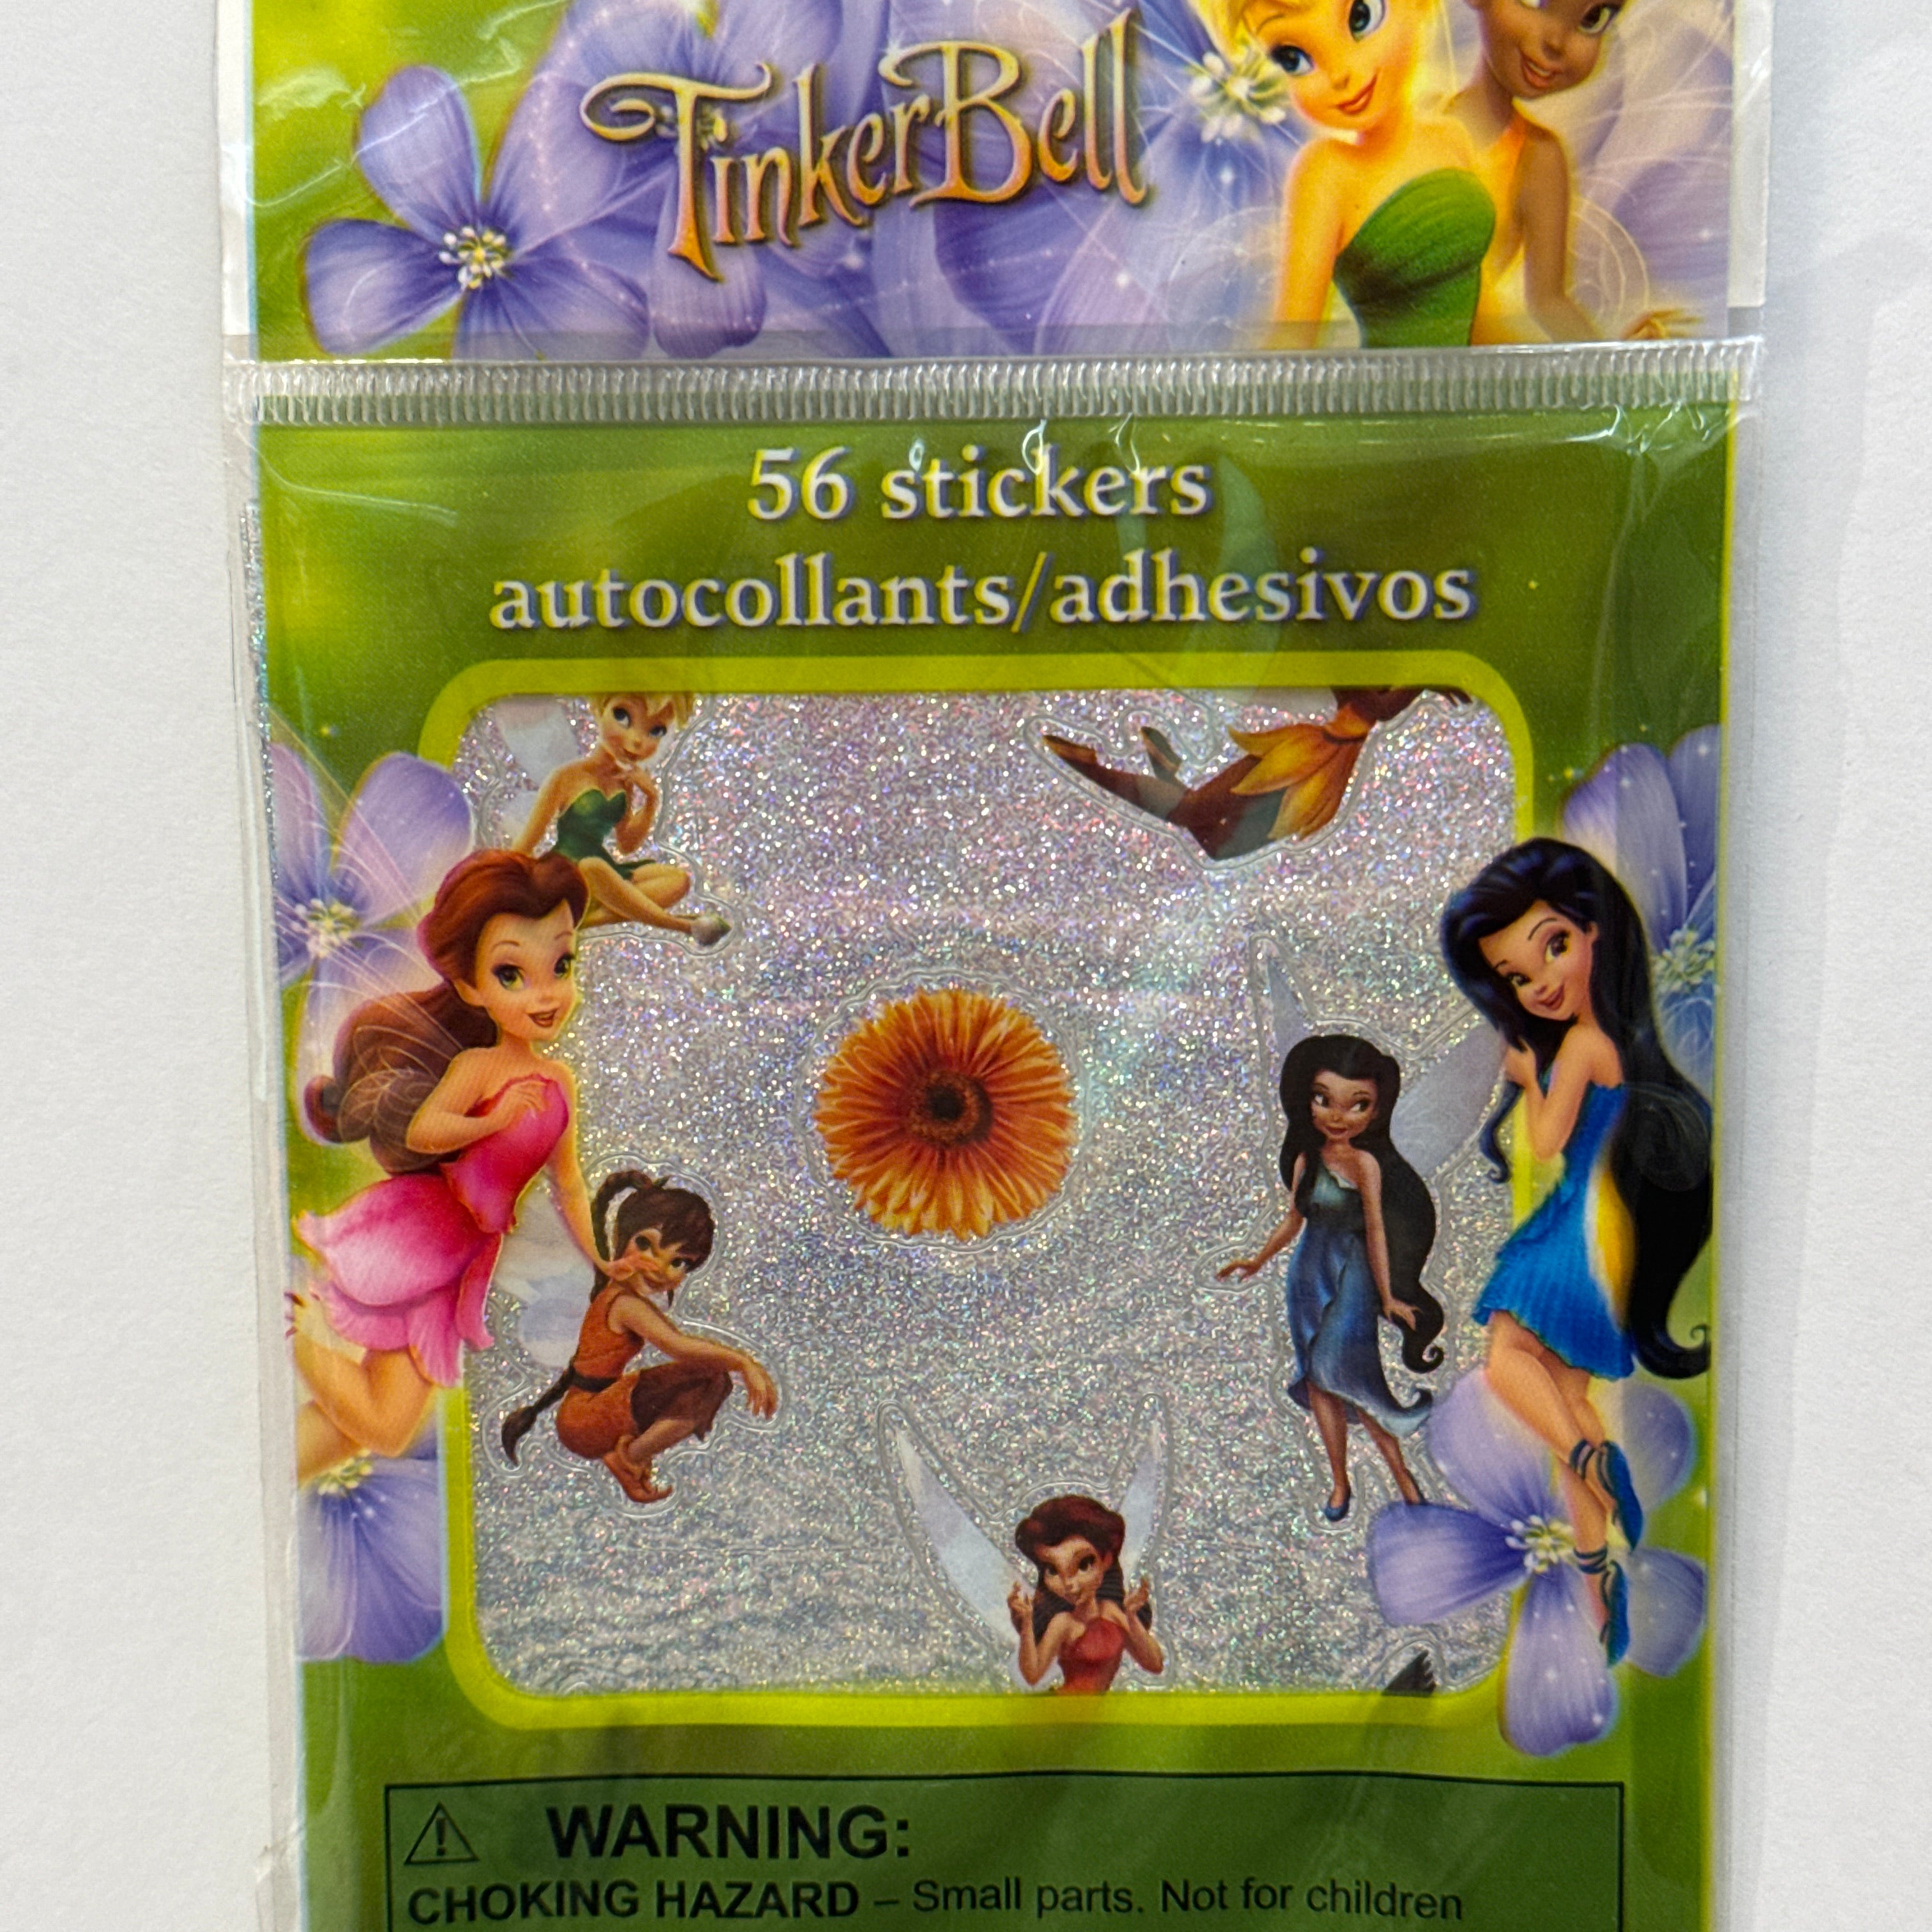 TinkerBell
56 stickers
autocollants/adhesivos
WARNING:
CHOKING HAZARD – Small parts. Not for children